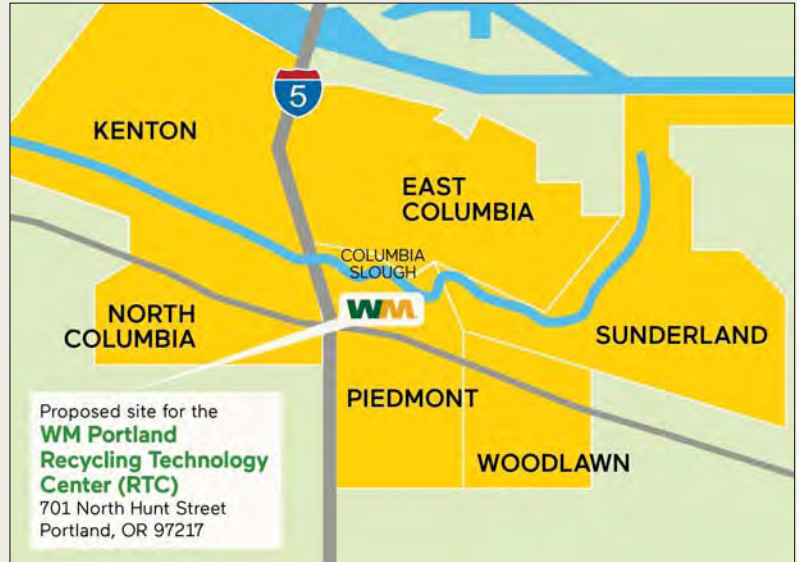 5
KENTON
EAST
COLUMBIA
COLUMBIA
SLOUGH
WM
NORTH
COLUMBIA
SUNDERLAND
PIEDMONT
WOODLAWN
Proposed site for the
WM Portland
Recycling Technology
Center (RTC)
701 North Hunt Street
Portland, OR 97217